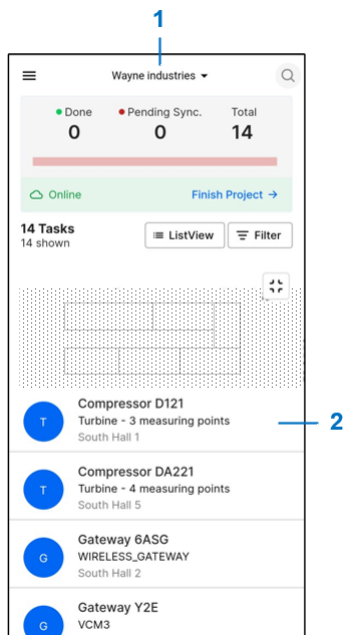 1
Wayne industries
Done
Pending Sync.
Total
0
0
14
Online
Finish Project →
14 Tasks
14 shown
ListView
Filter
T
Compressor D121
Turbine - 3 measuring points
South Hall 1
2
T
Compressor DA221
Turbine - 4 measuring points
South Hall 5
G
Gateway 6ASG
WIRELESS_GATEWAY
South Hall 2
G
Gateway Y2E
VCM3